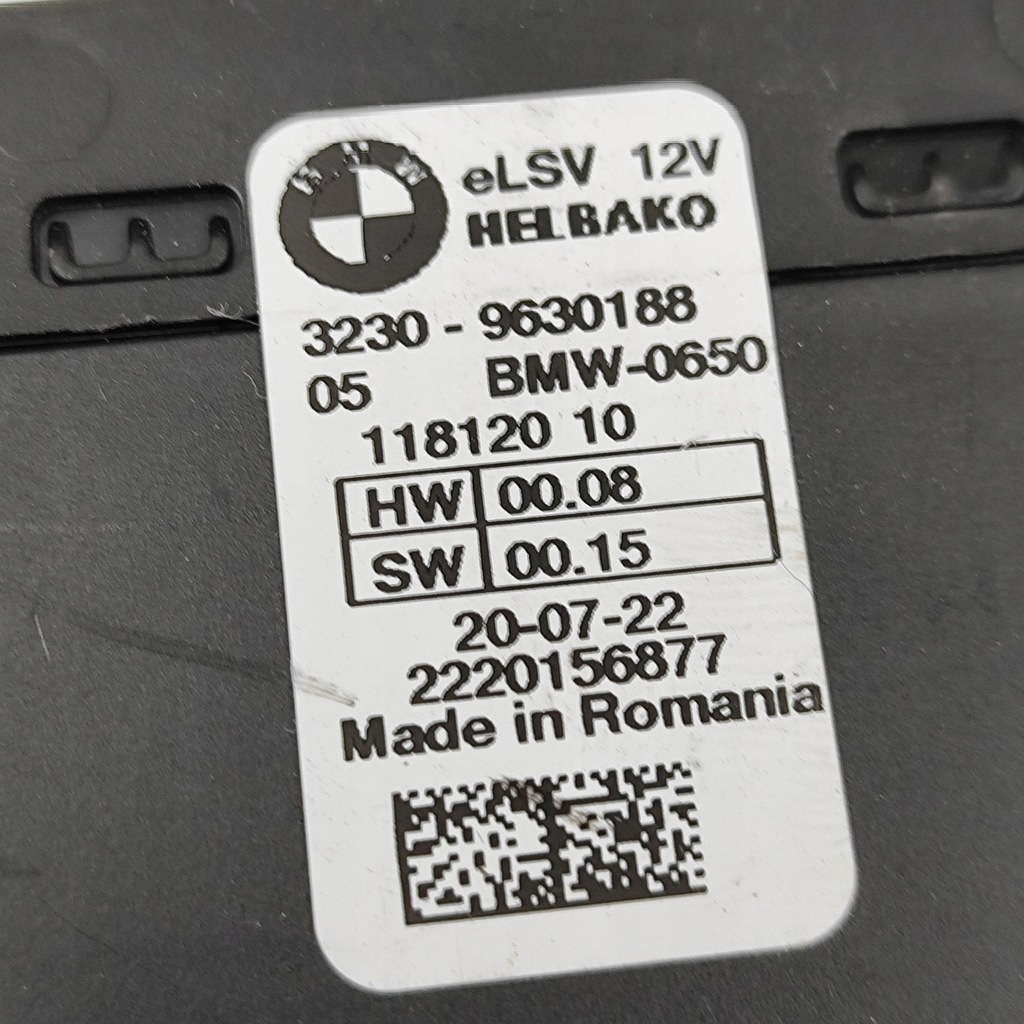 BMW
eLSV 12V
HELBAKO
3230 - 9630188
05 BMW-0650
118120 10
HW 00.08
SW 00.15
20-07-22
2220156877
Made in Romania